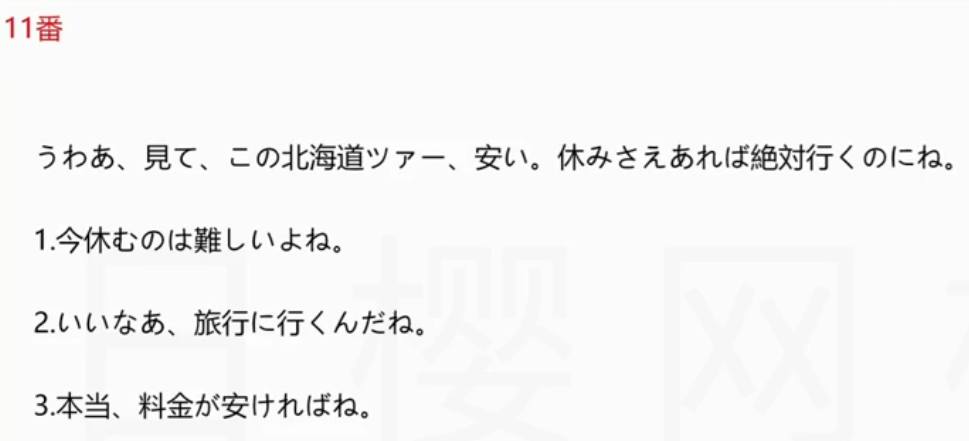 11番
うわあ、見て、この北海道ツァー、安い。休みさえあれば絶対行くのにね。
1.今休むのは難しいよね。
2.いいなあ、旅行に行くんだね。
3.本当、料金が安ければね。
日樱网